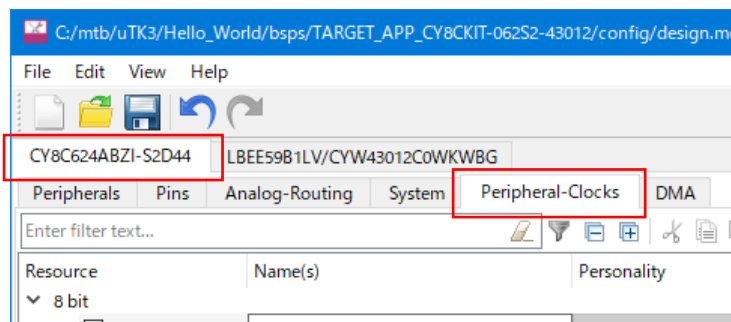 C:/mtb/uTK3/Hello_World/bsps/TARGET_APP_CY8CKIT-062S2-43012/config/design.m
File Edit View Help
CY8C624ABZI-S2D44 LBEE59B1LV/CYW43012C0WKWBG
Peripherals Pins Analog-Routing System Peripheral-Clocks DMA
Enter filter text...
Resource Name(s) Personality
8 bit